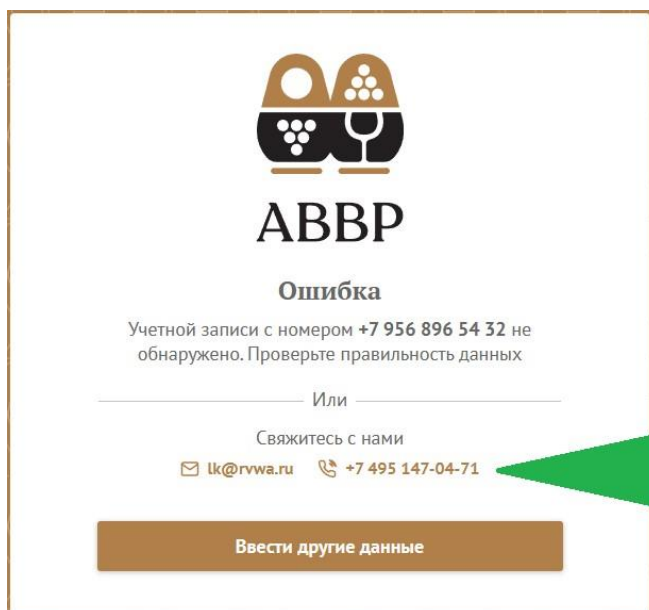 АВВР
Ошибка
Учетной записи с номером +7 956 896 54 32 не
обнаружено. Проверьте правильность данных
Или
Свяжитесь с нами
lk@rvwa.ru +7 495 147-04-71
Ввести другие данные